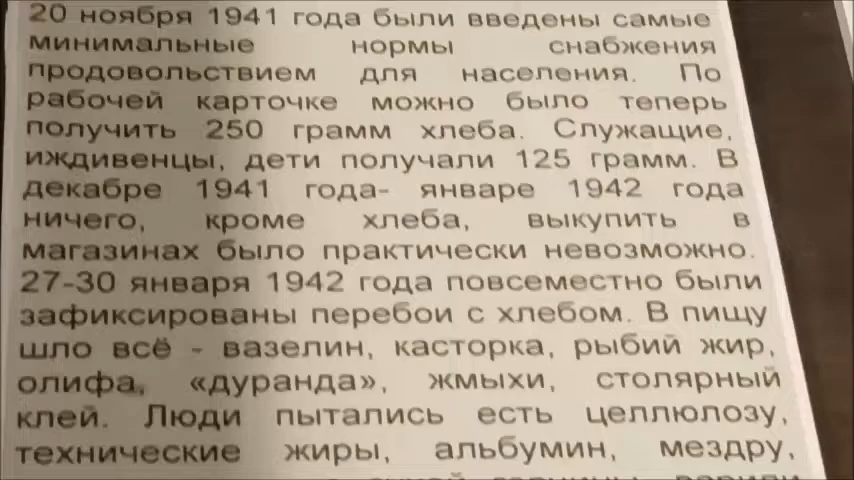 20 ноября 1941 года были введены самые
минимальные нормы снабжения
продовольствием для населения. По
рабочей карточке можно было теперь
получить 250 грамм хлеба. Служащие,
иждивенцы, дети получали 125 грамм. В
декабре 1941 года- январе 1942 года
ничего, кроме хлеба, выкупить в
магазинах было практически невозможно.
27-30 января 1942 года повсеместно были
зафиксированы перебои с хлебом. В пищу
шло всё - вазелин, касторка, рыбий жир,
олифа, «дуранда», жмыхи, столярный
клей. Люди пытались есть целлюлозу,
технические жиры, альбумин, мездру,